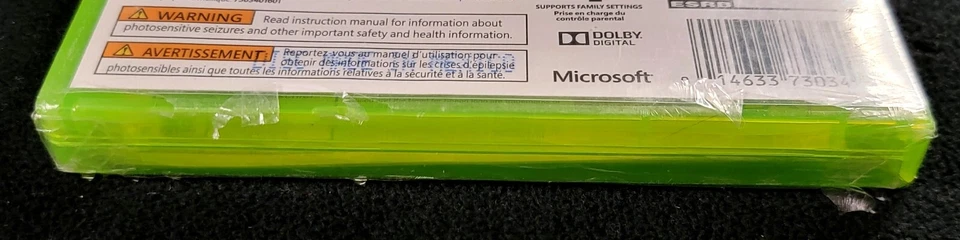 WARNING Read instruction manual for information about
photosensitive seizures and other important safety and health information.
AVERTISSEMENT: Reportez-vous au manuel d'utilisation pour
obtenir des informations sur les crises d'épilepsie
photosensibles ainsi que toutes les informations relatives à la sécurité et à la santé.
SUPPORTS FAMILY SETTINGS
Prise en charge du
contrôle parental
DOLBY
DIGITAL
Microsoft
ESRB
14633 73034